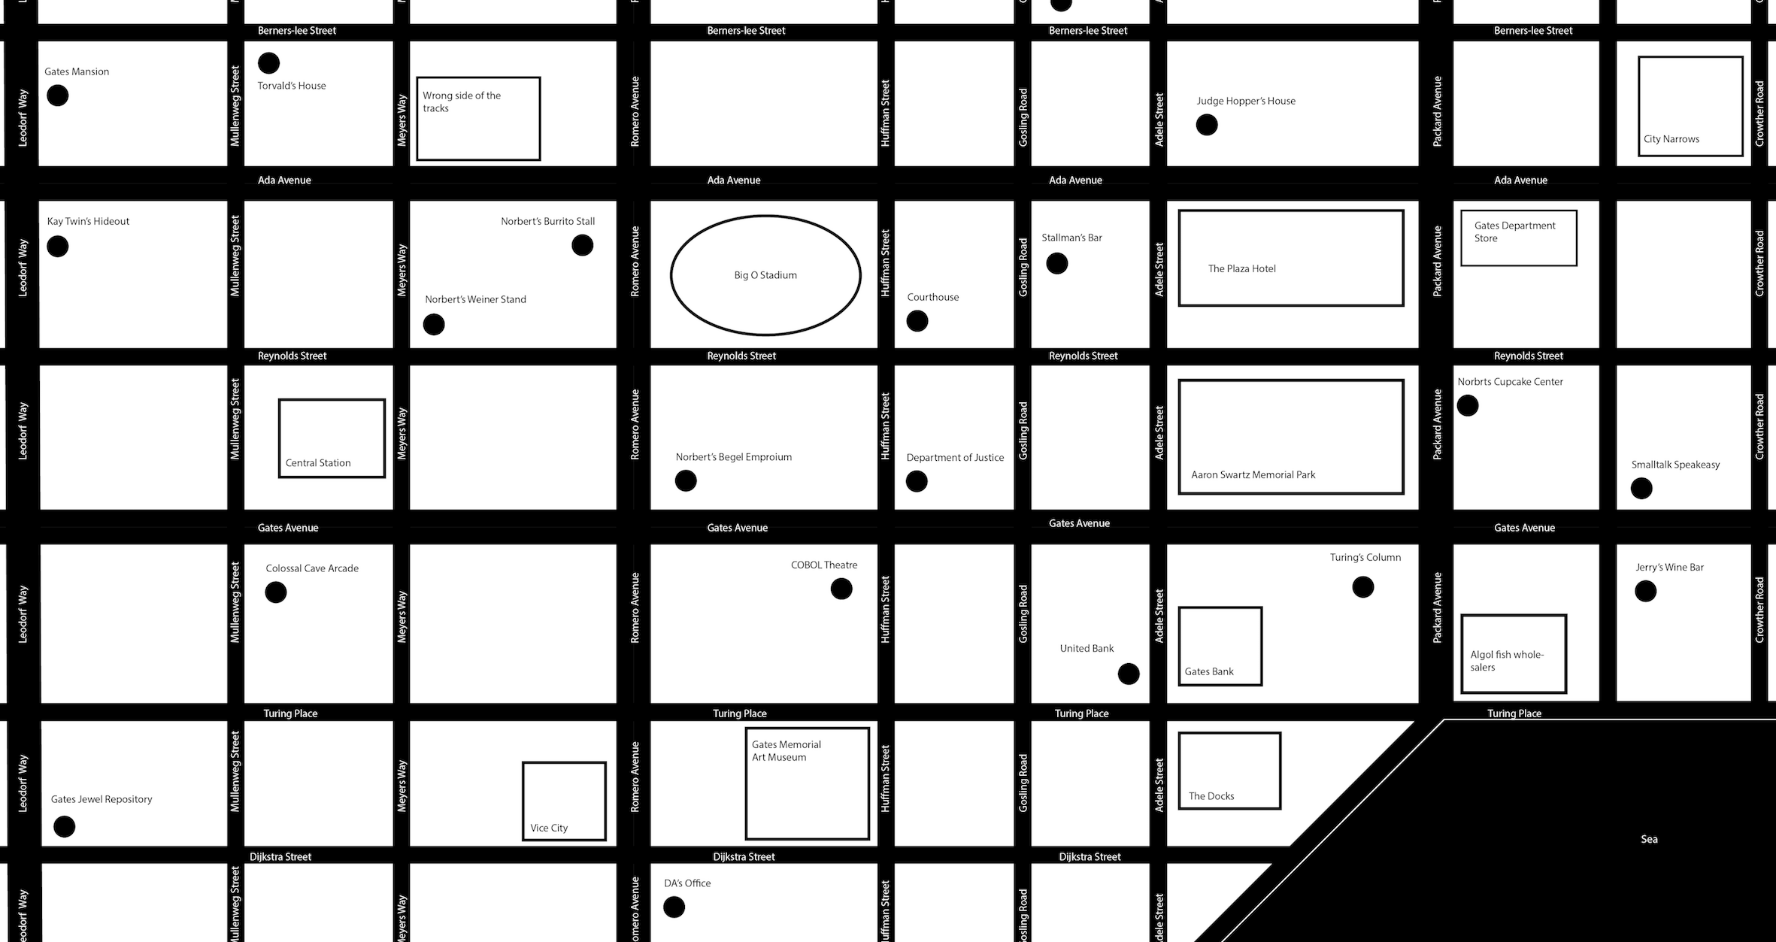 Berners-lee Street
Berners-lee Street
Berners-lee Street
Berners-lee Street
Leodorf Way
Gates Mansion
Mullenweg Street
Torvald's House
Meyers Way
Wrong side of the
tracks
Romero Avenue
Huffman Street
Gosling Road
Adele Street
Judge Hopper's House
Packard Avenue
City Narrows
Crowther Road
Ada Avenue
Ada Avenue
Ada Avenue
Ada Avenue
Leodorf Way
Kay Twin's Hideout
Mullenweg Street
Meyers Way
Norbert's Burrito Stall
Norbert's Weiner Stand
Romero Avenue
Big O Stadium
Huffman Street
Courthouse
Gosling Road
Stallman's Bar
Adele Street
The Plaza Hotel
Packard Avenue
Gates Department
Store
Crowther Road
Reynolds Street
Reynolds Street
Reynolds Street
Reynolds Street
Leodorf Way
Mullenweg Street
Central Station
Meyers Way
Romero Avenue
Norbert's Begel Emproium
Huffman Street
Department of Justice
Gosling Road
Adele Street
Aaron Swartz Memorial Park
Packard Avenue
Norbrts Cupcake Center
Smalltalk Speakeasy
Crowther Road
Gates Avenue
Gates Avenue
Gates Avenue
Gates Avenue
Leodorf Way
Mullenweg Street
Colossal Cave Arcade
Meyers Way
Romero Avenue
COBOL Theatre
Huffman Street
Gosling Road
United Bank
Adele Street
Gates Bank
Turing's Column
Packard Avenue
Algol fish whole-
salers
Jerry's Wine Bar
Crowther Road
Turing Place
Turing Place
Turing Place
Turing Place
Leodorf Way
Gates Jewel Repository
Mullenweg Street
Meyers Way
Vice City
Romero Avenue
Gates Memorial
Art Museum
Huffman Street
Gosling Road
Adele Street
The Docks
Sea
Dijkstra Street
Dijkstra Street
Dijkstra Street
eodorf Way
ullenweg Street
eyers Way
omero Avenue
DA's Office
uffman Street
osling Road
dele Street